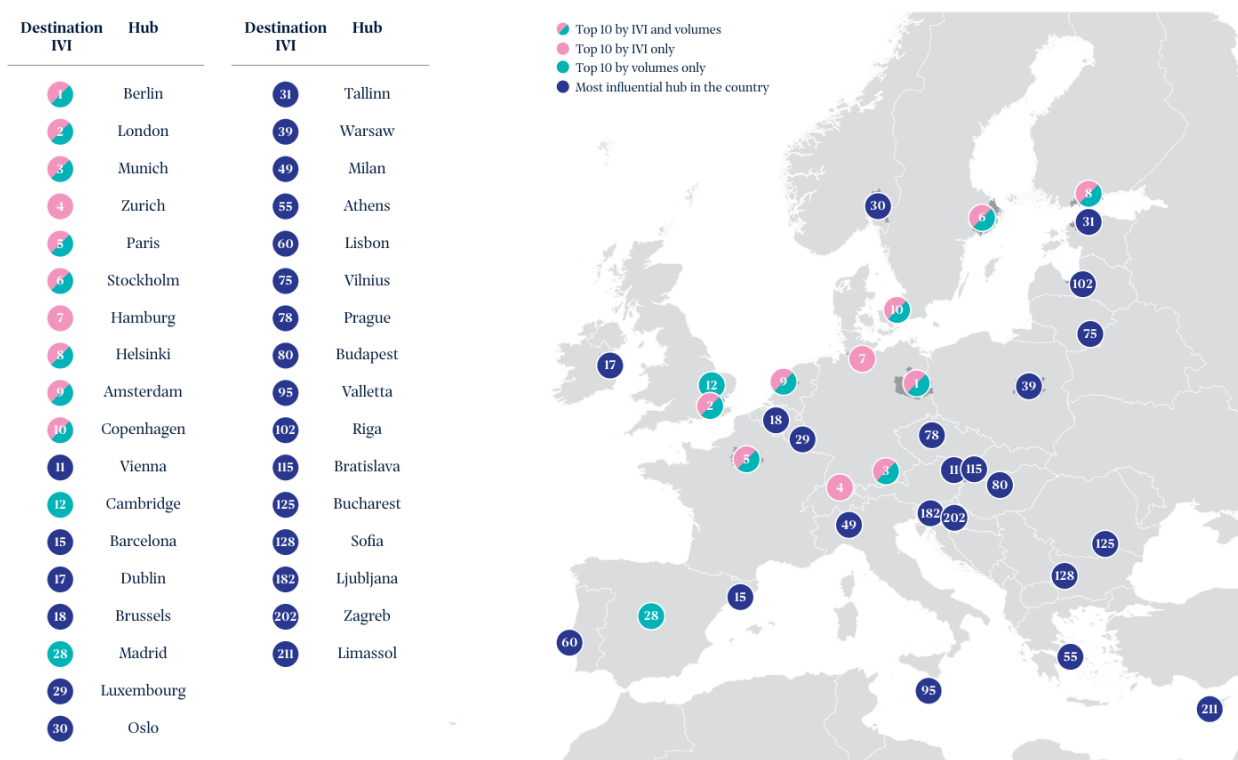 Destination IVI Hub
1 Berlin
2 London
3 Munich
4 Zurich
5 Paris
6 Stockholm
7 Hamburg
8 Helsinki
9 Amsterdam
10 Copenhagen
11 Vienna
12 Cambridge
15 Barcelona
17 Dublin
18 Brussels
28 Madrid
29 Luxembourg
30 Oslo
Destination IVI Hub
31 Tallinn
39 Warsaw
49 Milan
55 Athens
60 Lisbon
75 Vilnius
78 Prague
80 Budapest
95 Valletta
102 Riga
115 Bratislava
125 Bucharest
128 Sofia
182 Ljubljana
202 Zagreb
211 Limassol
Top 10 by IVI and volumes
Top 10 by IVI only
Top 10 by volumes only
Most influential hub in the country
8
30
6
31
102
10
75
7
17
9
1
12
39
2
18
78
29
5
3
11
115
4
80
182
202
49
125
128
15
28
60
55
95
211